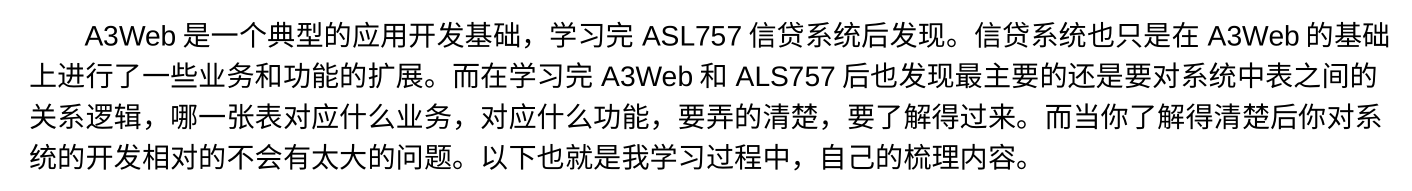 A3Web 是一个典型的应用开发基础，学习完 ASL757 信贷系统后发现。信贷系统也只是在 A3Web 的基础
上进行了一些业务和功能的扩展。而在学习完 A3Web 和 ALS757 后也发现最主要的还是要对系统中表之间的
关系逻辑，哪一张表对应什么业务，对应什么功能，要弄的清楚，要了解得过来。而当你了解得清楚后你对系
统的开发相对的不会有太大的问题。以下也就是我学习过程中，自己的梳理内容。